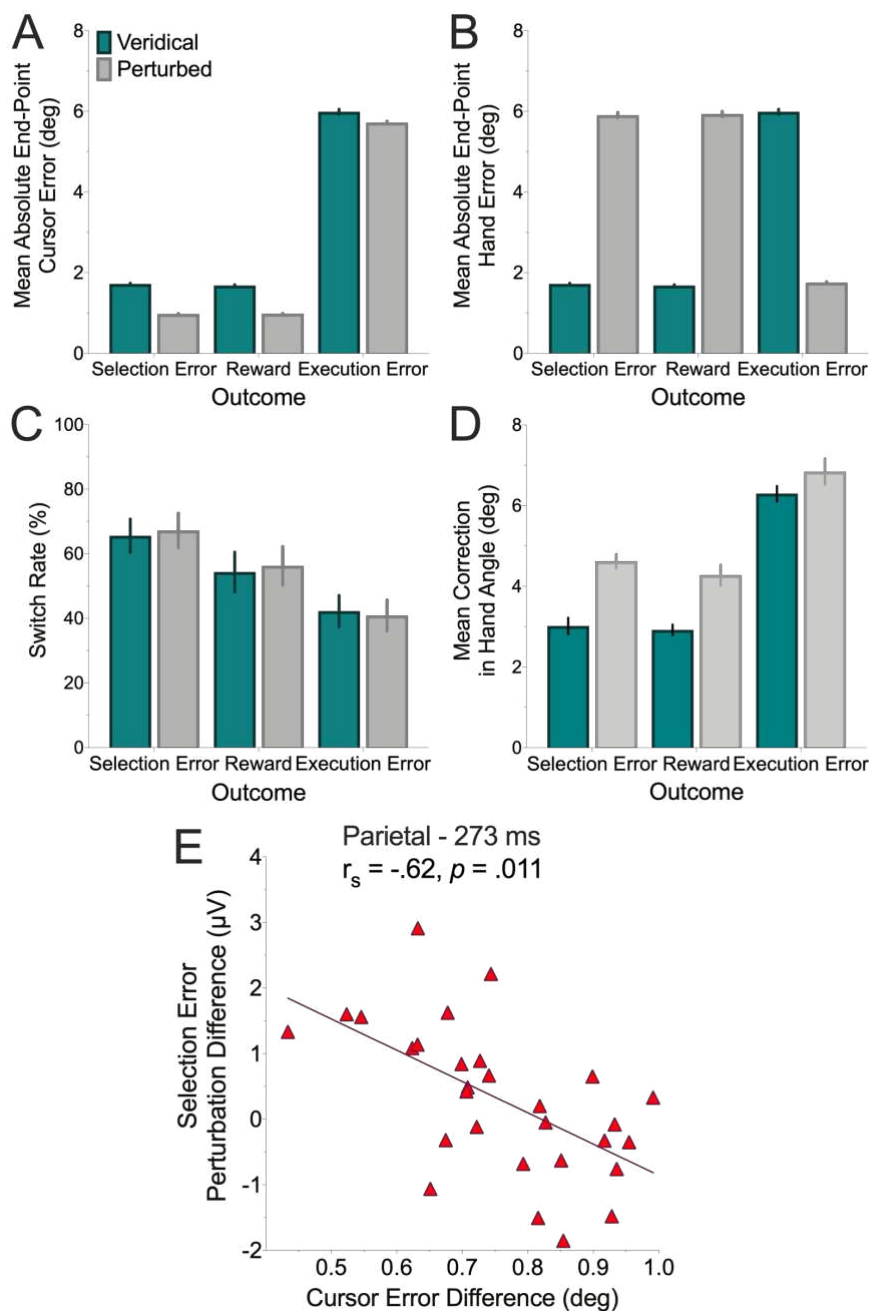 A
Veridical
Perturbed
Mean Absolute End-Point
Cursor Error (deg)
8
6
4
2
0
Selection Error Reward Execution Error
Outcome
B
Mean Absolute End-Point
Hand Error (deg)
8
6
4
2
0
Selection Error Reward Execution Error
Outcome
C
Switch Rate (%)
100
80
60
40
20
0
Selection Error Reward Execution Error
Outcome
D
Mean Correction
in Hand Angle (deg)
8
6
4
2
0
Selection Error Reward Execution Error
Outcome
E
Parietal - 273 ms
rs = -.62, p = .011
Selection Error
Perturbation Difference (µV)
4
3
2
1
0
-1
-2
0.5 0.6 0.7 0.8 0.9 1.0
Cursor Error Difference (deg)